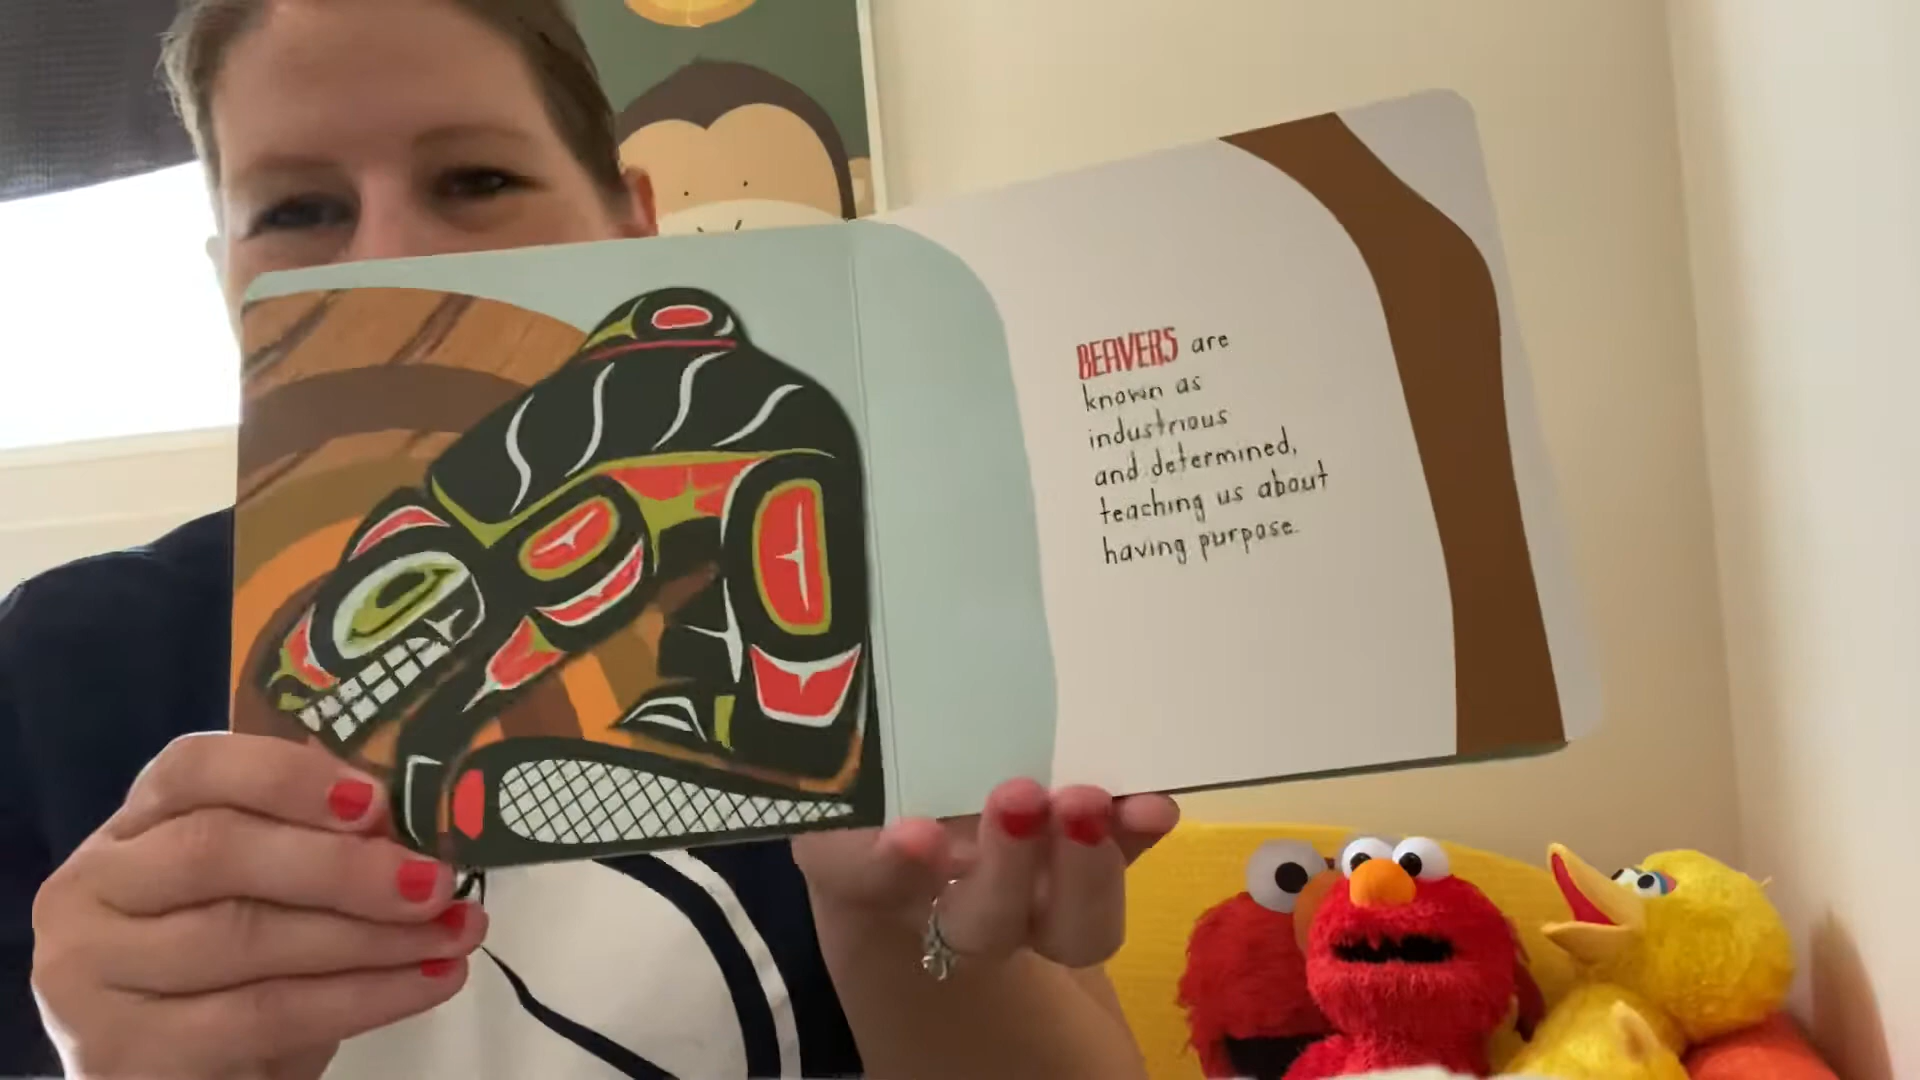 BEAVERS are
known as
industrious
and determined,
teaching us about
having purpose.